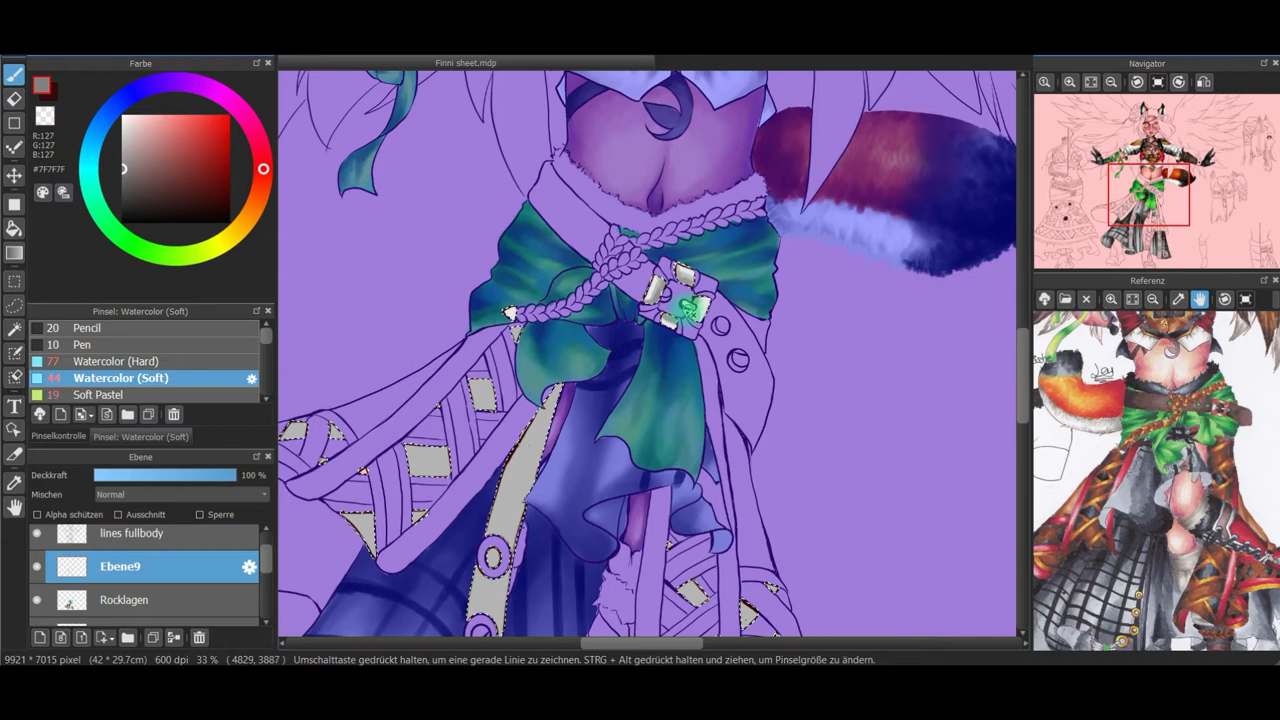 Farbe
Finni sheet.mdp
Navigator
R:127
G:127
B:127
#7F7F7F
Referenz
Pinsel: Watercolor (Soft)
20 Pencil
10 Pen
77 Watercolor (Hard)
44 Watercolor (Soft)
19 Soft Pastel
Pinselkontrolle Pinsel: Watercolor (Soft)
Ebene
Deckkraft 100 %
Mischen Normal
Alpha schützen Ausschnitt Sperre
lines fullbody
Ebene9
Rocklagen
9921 * 7015 pixel (42 * 29.7cm) 600 dpi 33 % ( 4829, 3887 ) Umschalttaste gedrückt halten, um eine gerade Linie zu zeichnen. STRG + Alt gedrückt halten und ziehen, um Pinselgröße zu ändern.